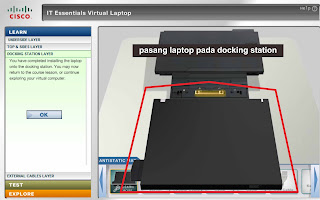 CISCO
IT Essentials Virtual Laptop
LEARN
UNDERSIDE LAYER
TOP & SIDES LAYER
DOCKING STATION LAYER
You have completed installing the
laptop onto the docking station. You may now
return to the course lesson, or continue
exploring your virtual computer.
OK
EXTERNAL CABLES LAYER
TEST
EXPLORE
pasang laptop pada docking station
ANTISTATIC